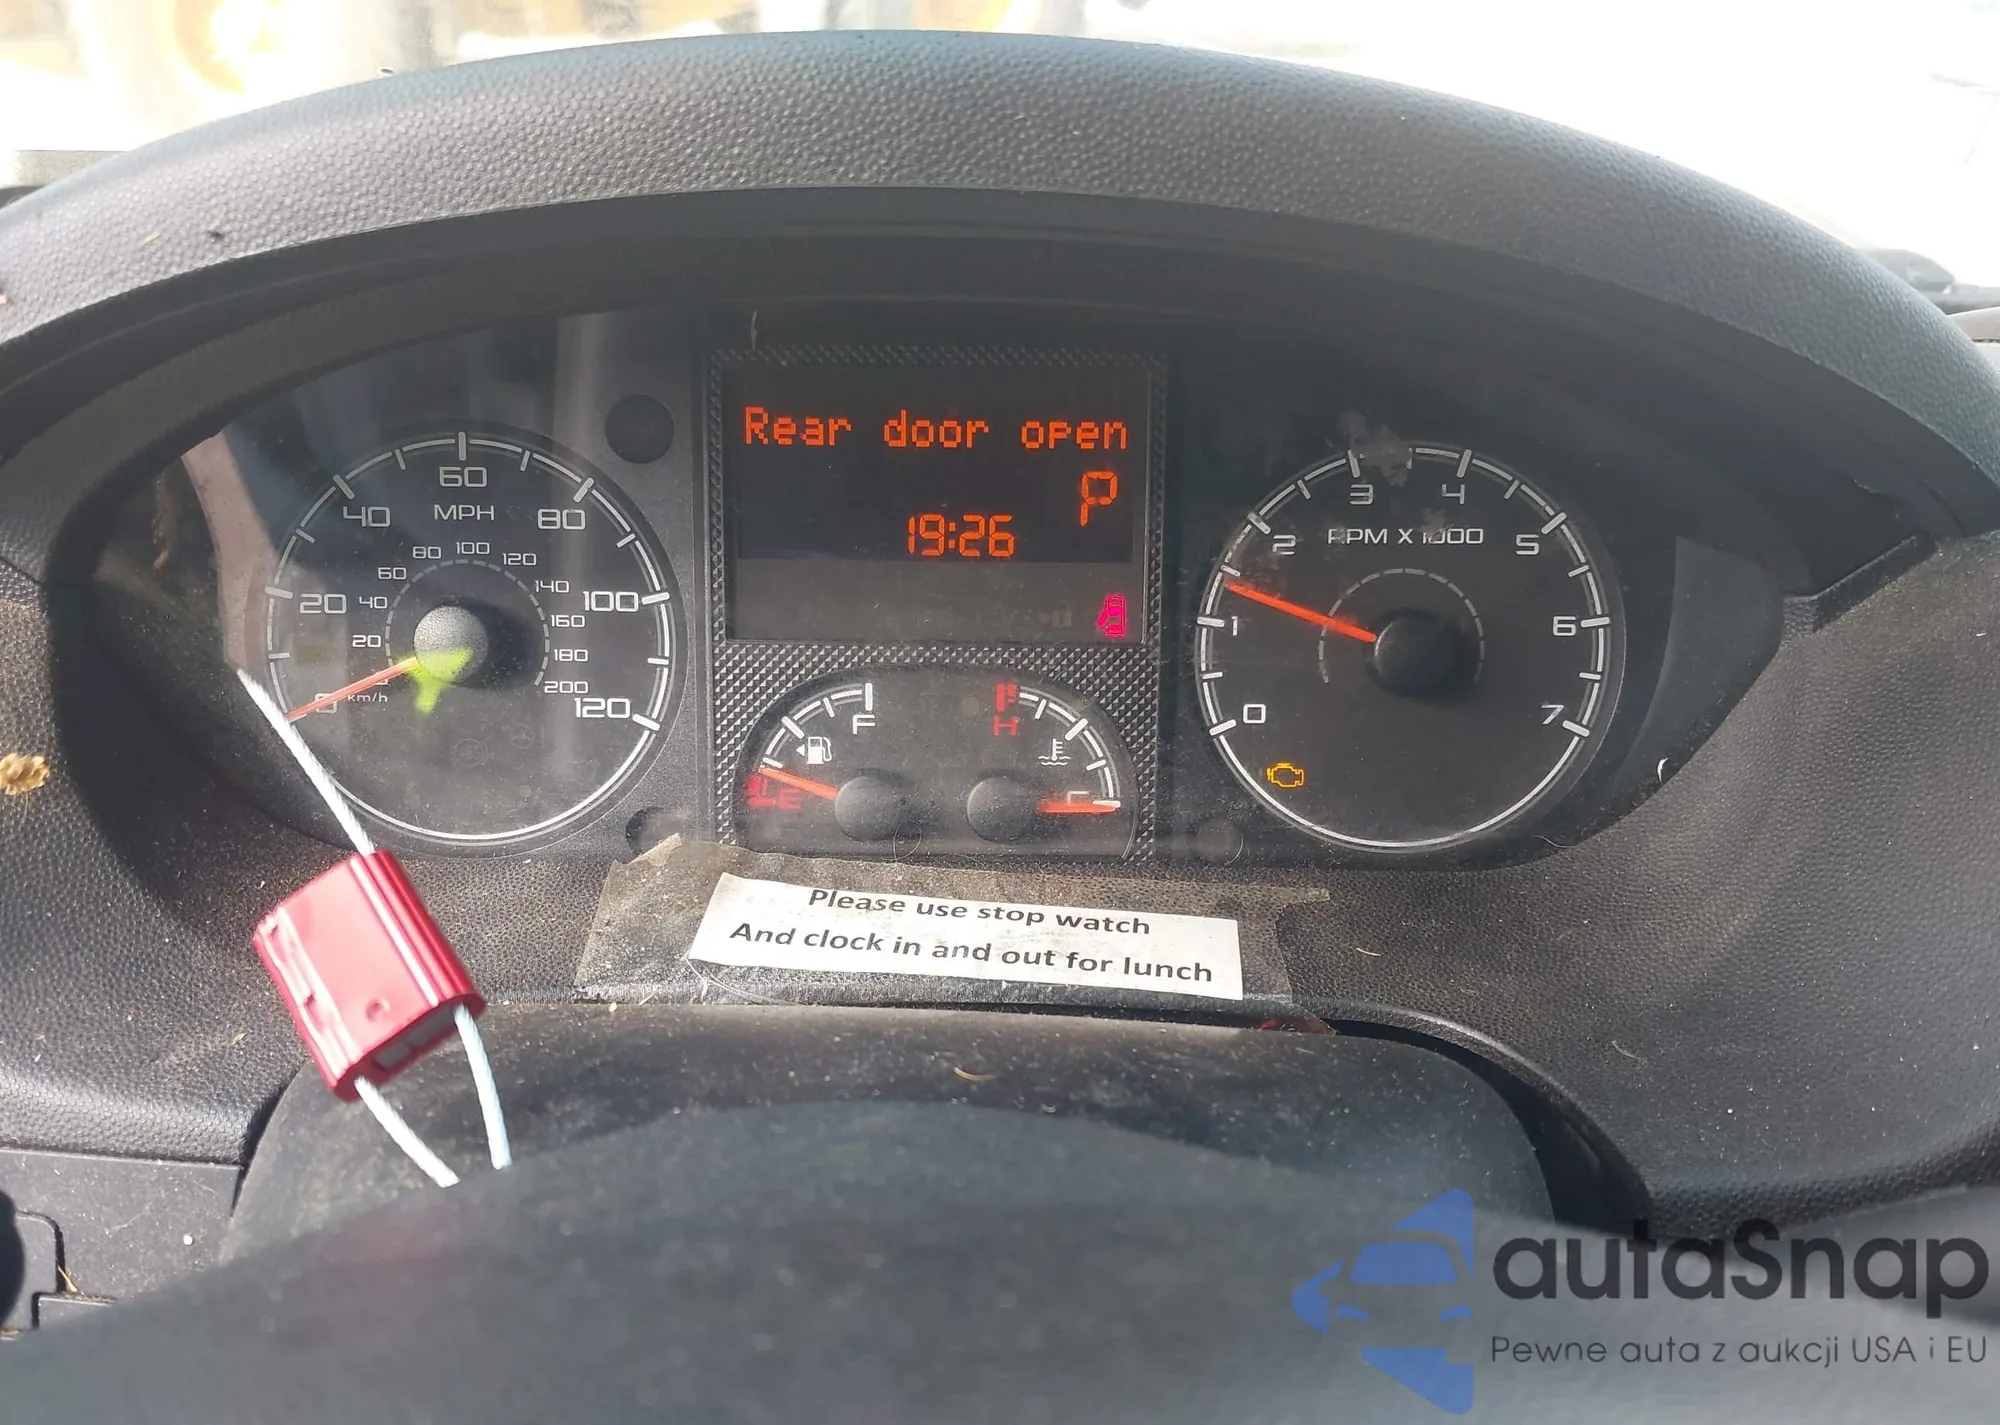 Rear door open
P
19:26
60
MPH
40
80
80 100 120
60
140
20 40
100
160
20
180
0
km/h
200
120
F
H
E
C
3 4
RPM X 1000
2
5
1
6
0
7
Please use stop watch
And clock in and out for lunch
autaSnap
Pewne auta z aukcji USA i EU